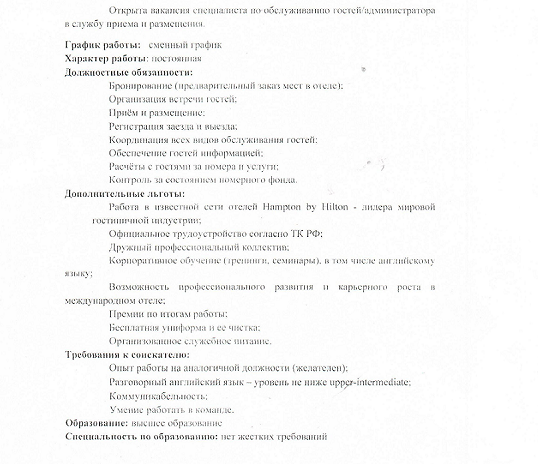 Открыта вакансия специалиста по обслуживанию гостей/администратора
в службу приема и размещения.
График работы: сменный график
Характер работы: постоянная
Должностные обязанности:
Бронирование (предварительный заказ мест в отеле);
Организация встречи гостей;
Приём и размещение;
Регистрация заезда и выезда;
Координация всех видов обслуживания гостей;
Обеспечение гостей информацией;
Расчёты с гостями за номера и услуги;
Контроль за состоянием номерного фонда.
Дополнительные льготы:
Работа в известной сети отелей Hampton by Hilton - лидера мировой
гостиничной индустрии;
Официальное трудоустройство согласно ТК РФ;
Дружный профессиональный коллектив;
Корпоративное обучение (тренинги, семинары), в том числе английскому
языку;
Возможность профессионального развития и карьерного роста в
международном отеле;
Премии по итогам работы;
Бесплатная униформа и ее чистка;
Организованное служебное питание.
Требования к соискателю:
Опыт работы на аналогичной должности (желателен);
Разговорный английский язык – уровень не ниже upper-intermediate;
Коммуникабельность;
Умение работать в команде.
Образование: высшее образование
Специальность по образованию: нет жестких требований